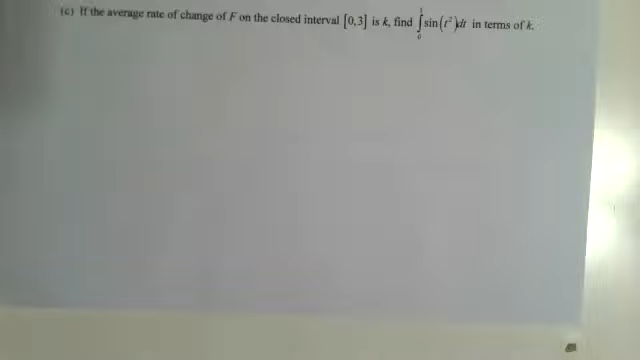 (c) If the average rate of change of F on the closed interval [0,3] is k, find ∫₀³ sin(t²)dt in terms of k.